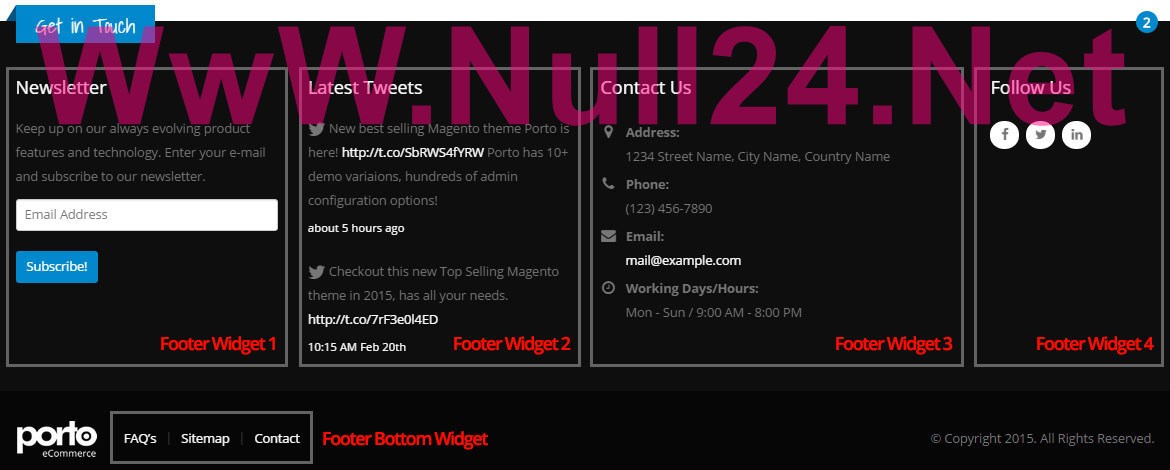 Get in Touch
2
WwW.Null24.Net
Newsletter
Keep up on our always evolving product
features and technology. Enter your e-mail
and subscribe to our newsletter.
Email Address
Subscribe!
Footer Widget 1
Latest Tweets
New best selling Magento theme Porto is
here! http://t.co/SbRWS4fYRW Porto has 10+
demo variaions, hundreds of admin
configuration options!
about 5 hours ago
Checkout this new Top Selling Magento
theme in 2015, has all your needs.
http://t.co/7rF3e0l4ED
10:15 AM Feb 20th
Footer Widget 2
Contact Us
Address:
1234 Street Name, City Name, Country Name
Phone:
(123) 456-7890
Email:
mail@example.com
Working Days/Hours:
Mon - Sun / 9:00 AM - 8:00 PM
Footer Widget 3
Follow Us
f
in
Footer Widget 4
porto
eCommerce
FAQ's
Sitemap
Contact
Footer Bottom Widget
© Copyright 2015. All Rights Reserved.